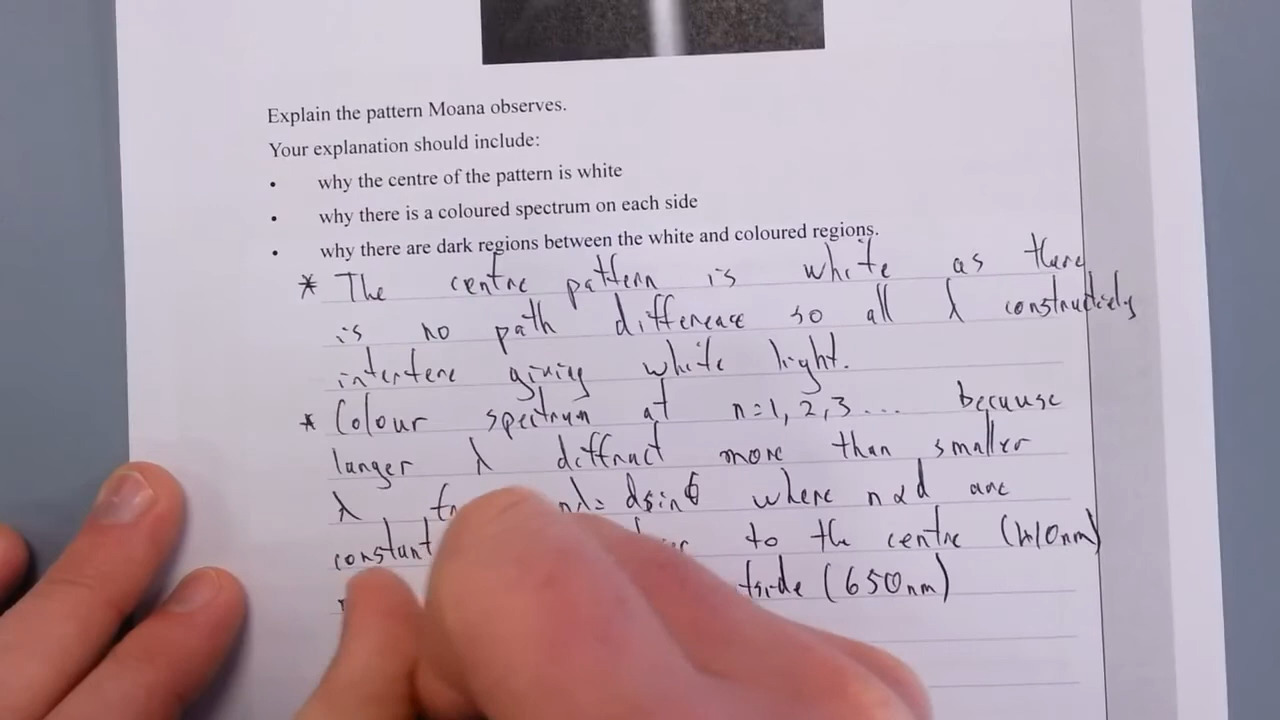 Explain the pattern Moana observes.
Your explanation should include:
• why the centre of the pattern is white
• why there is a coloured spectrum on each side
• why there are dark regions between the white and coloured regions.
* The centre pattern is white as there
is no path difference so all λ constructively
interfere giving white light.
* Colour spectrum at n=1, 2, 3 ... because
longer λ diffract more than smaller
λ, nλ= dsinθ where n & d are
constant to the centre (410nm)
(650nm)